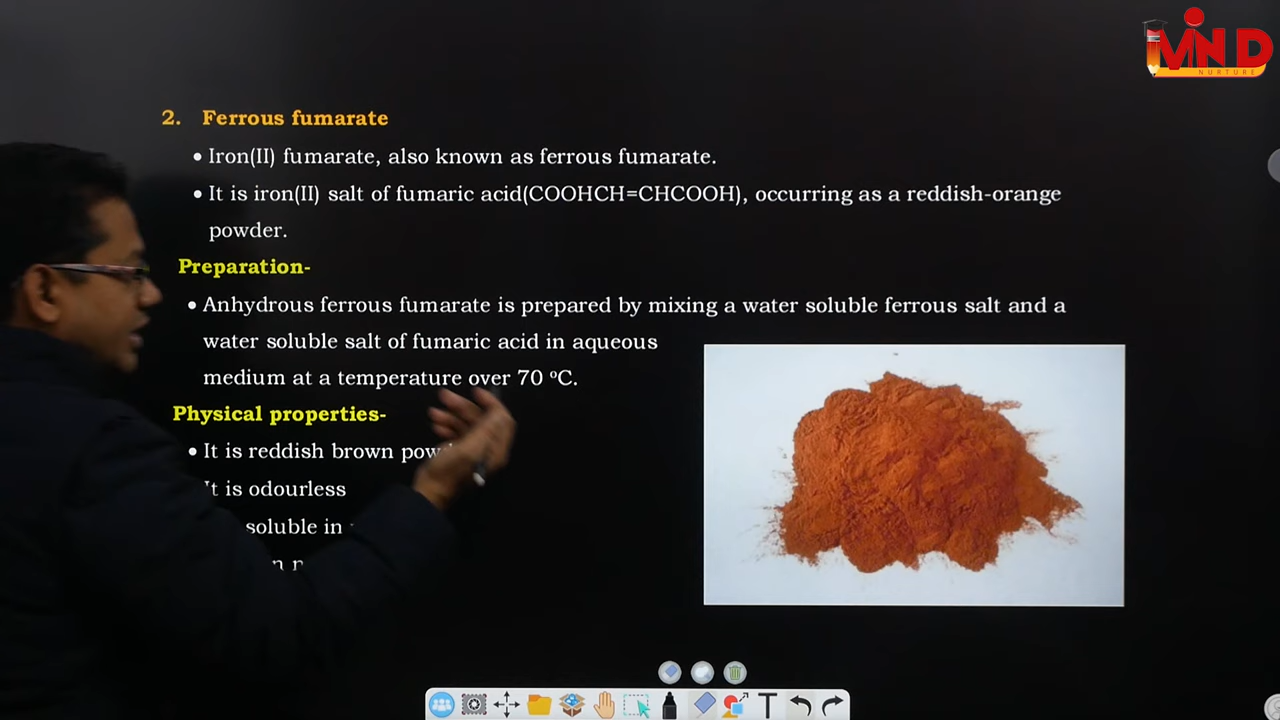 MIND
NURTURE
2. Ferrous fumarate
• Iron(II) fumarate, also known as ferrous fumarate.
• It is iron(II) salt of fumaric acid(COOHCH=CHCOOH), occurring as a reddish-orange
powder.
Preparation-
• Anhydrous ferrous fumarate is prepared by mixing a water soluble ferrous salt and a
water soluble salt of fumaric acid in aqueous
medium at a temperature over 70 ºC.
Physical properties-
• It is reddish brown
It is odourless
soluble in
T